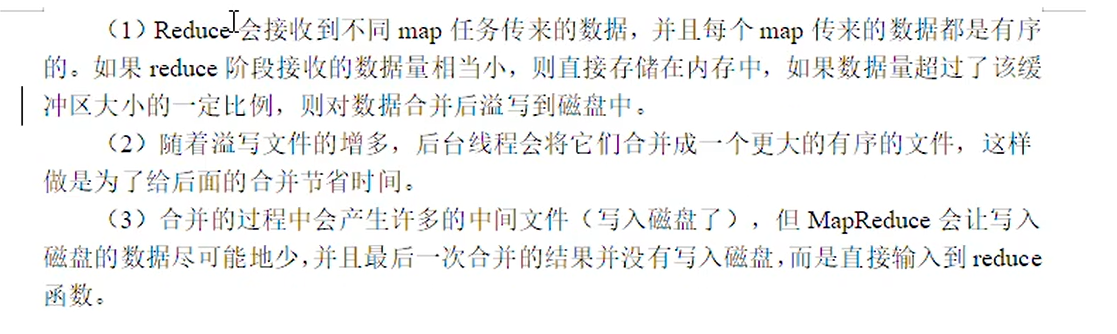 （1）Reduce 会接收到不同 map 任务传来的数据，并且每个 map 传来的数据都是有序
的。如果 reduce 阶段接收的数据量相当小，则直接存储在内存中，如果数据量超过了该缓
冲区大小的一定比例，则对数据合并后溢写到磁盘中。
（2）随着溢写文件的增多，后台线程会将它们合并成一个更大的有序的文件，这样
做是为了给后面的合并节省时间。
（3）合并的过程中会产生许多的中间文件（写入磁盘了），但 MapReduce 会让写入
磁盘的数据尽可能地少，并且最后一次合并的结果并没有写入磁盘，而是直接输入到 reduce
函数。